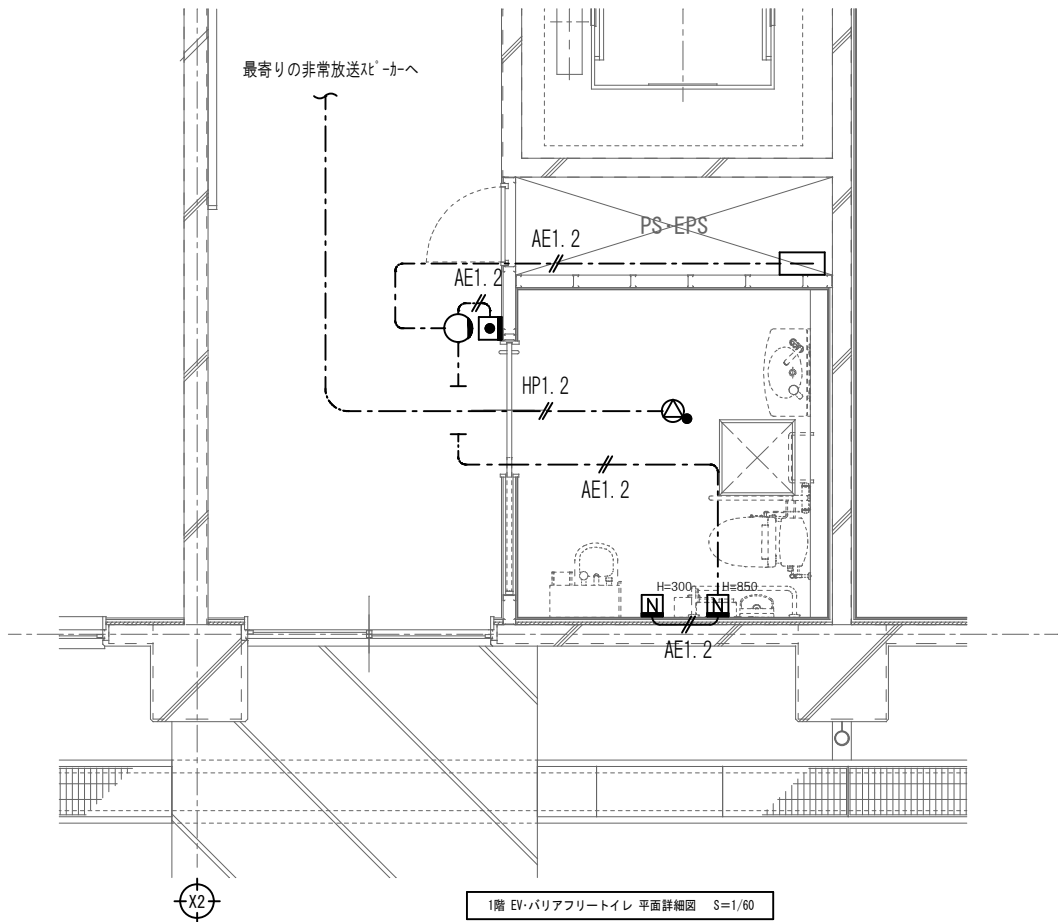 最寄りの非常放送ｽﾋﾟｰｶｰへ
PS・EPS
AE1.2
AE1.2
HP1.2
AE1.2
H=300
H=850
N
N
AE1.2
X2
1階 EV・バリアフリートイレ 平面詳細図 S=1/60